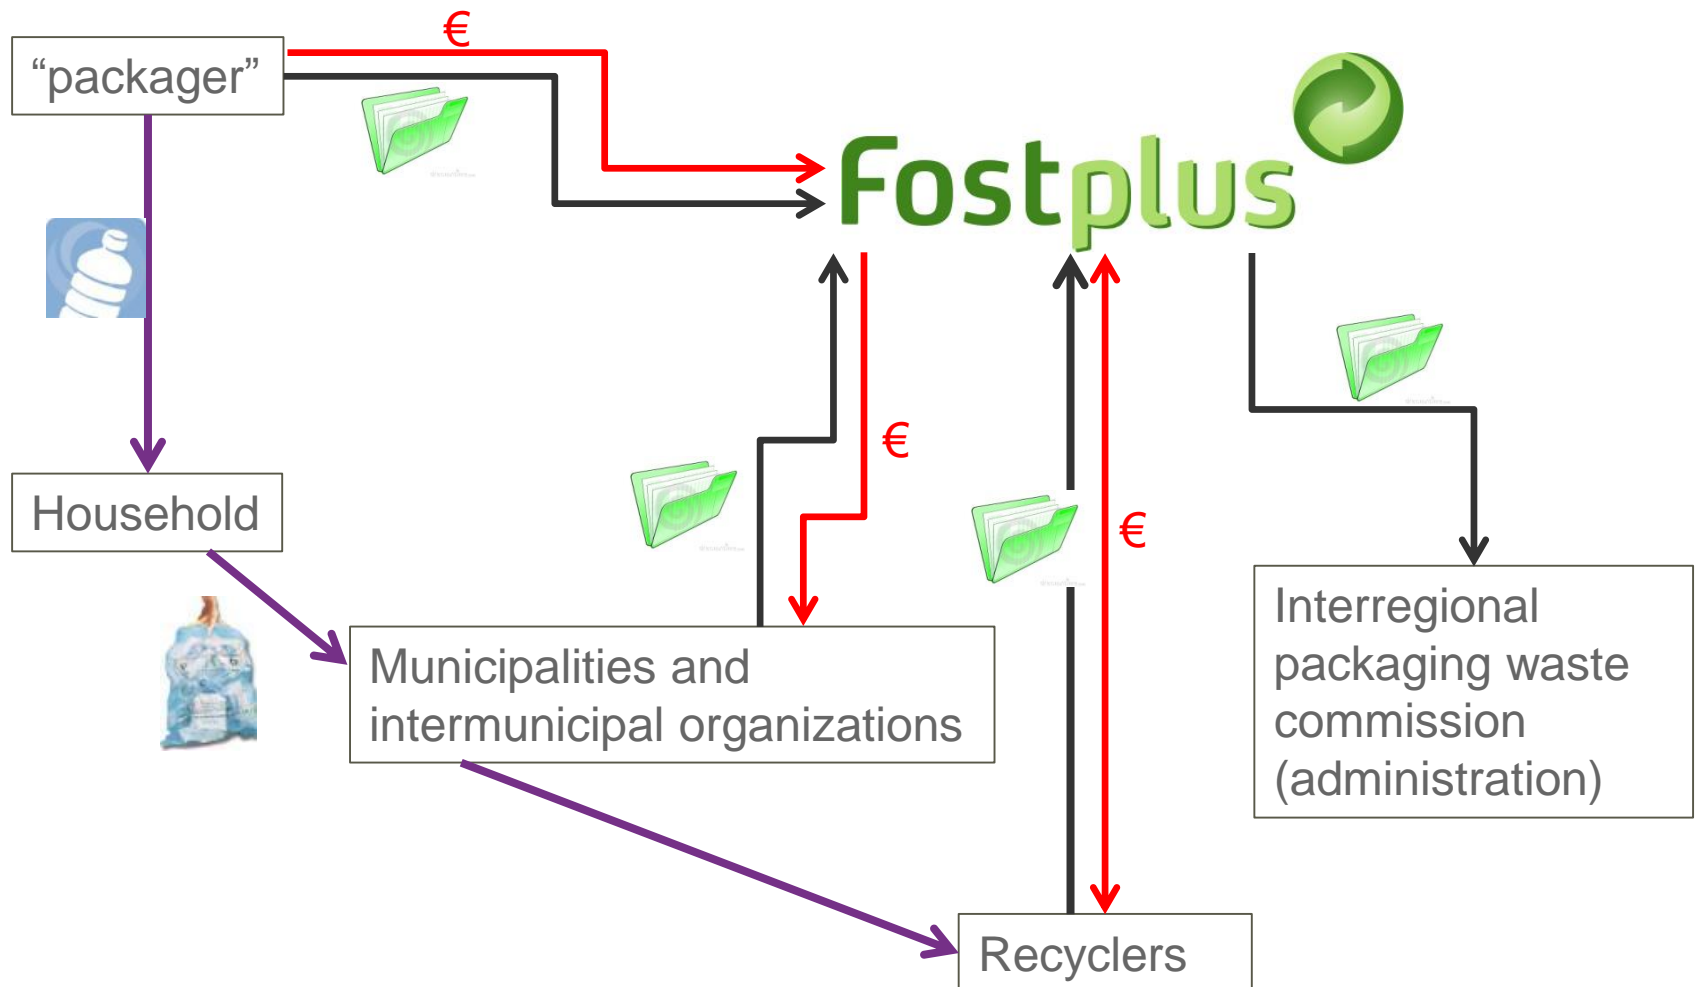 €
“packager”
Fostplus
€
Household
€
Municipalities and
intermunicipal organizations
Interregional
packaging waste
commission
(administration)
Recyclers